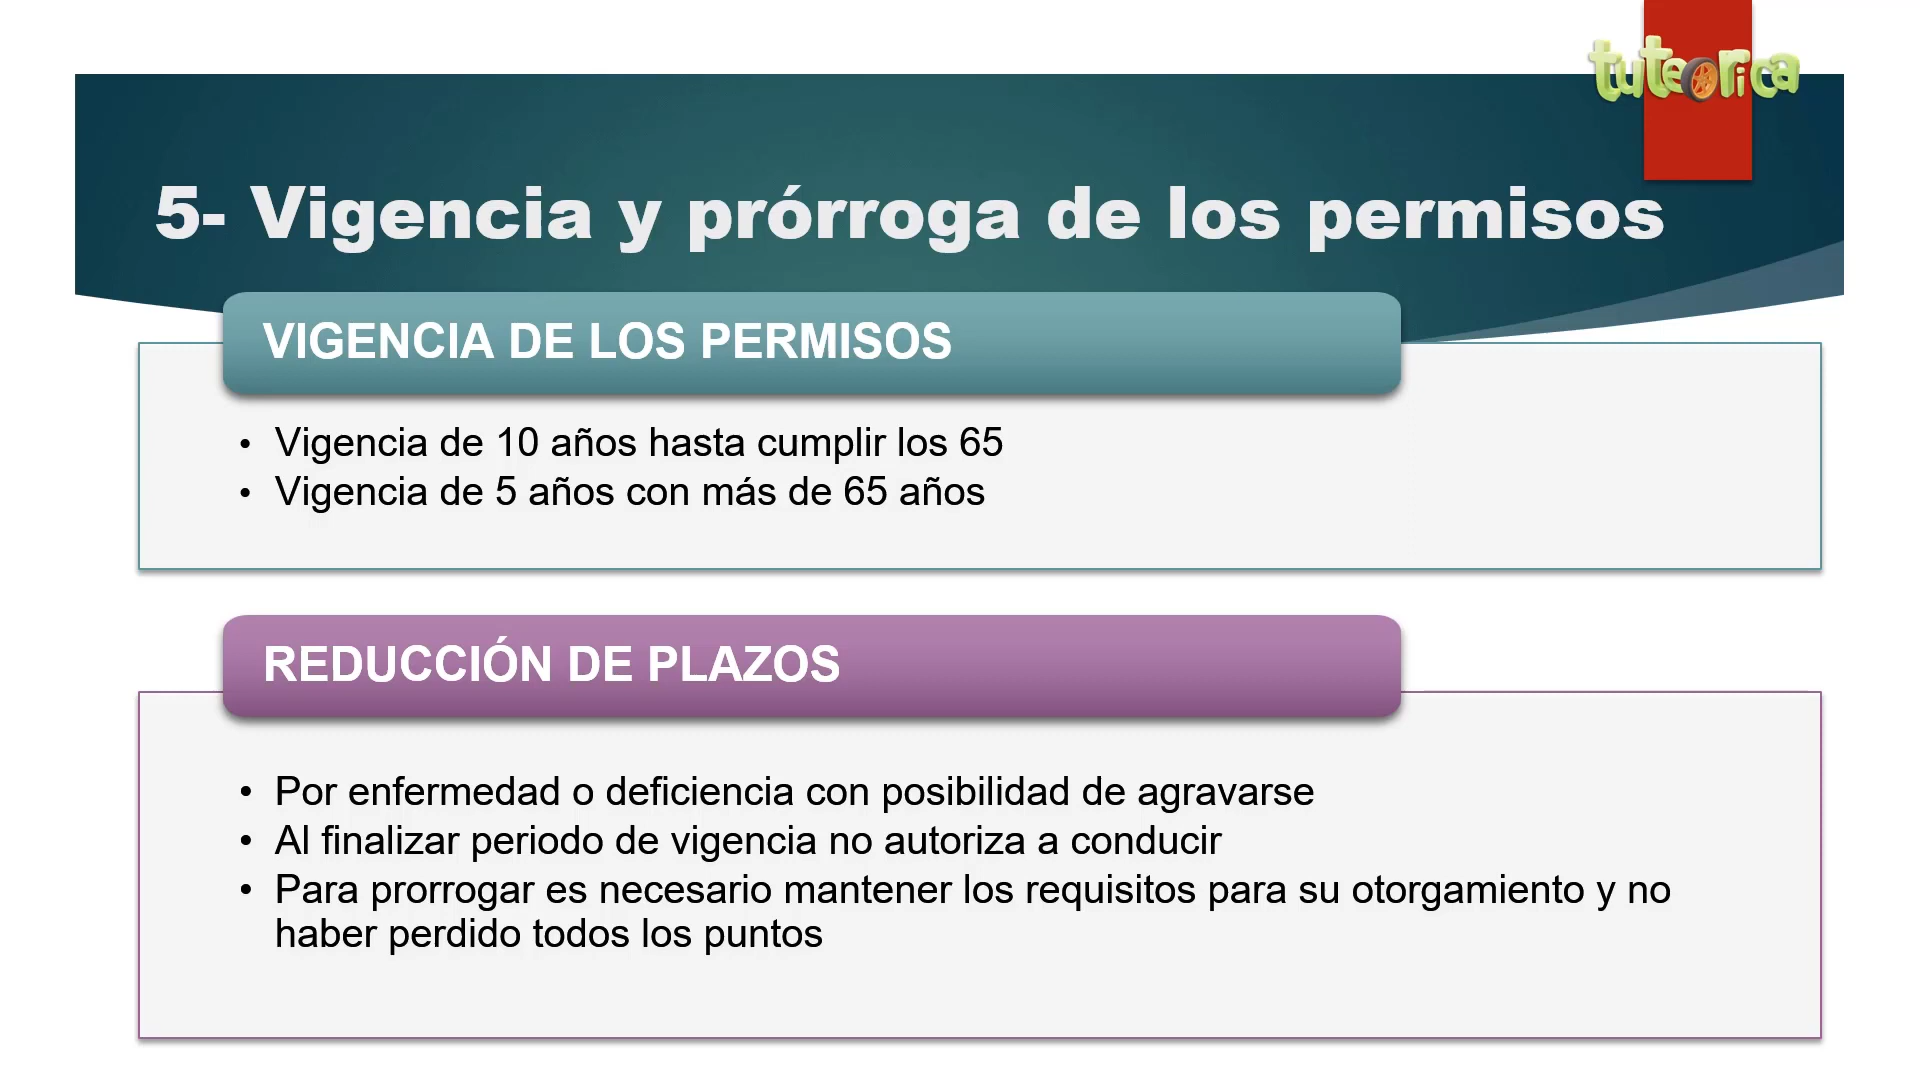 tuteorica
5- Vigencia y prórroga de los permisos
VIGENCIA DE LOS PERMISOS
• Vigencia de 10 años hasta cumplir los 65
• Vigencia de 5 años con más de 65 años
REDUCCIÓN DE PLAZOS
• Por enfermedad o deficiencia con posibilidad de agravarse
• Al finalizar periodo de vigencia no autoriza a conducir
• Para prorrogar es necesario mantener los requisitos para su otorgamiento y no
haber perdido todos los puntos